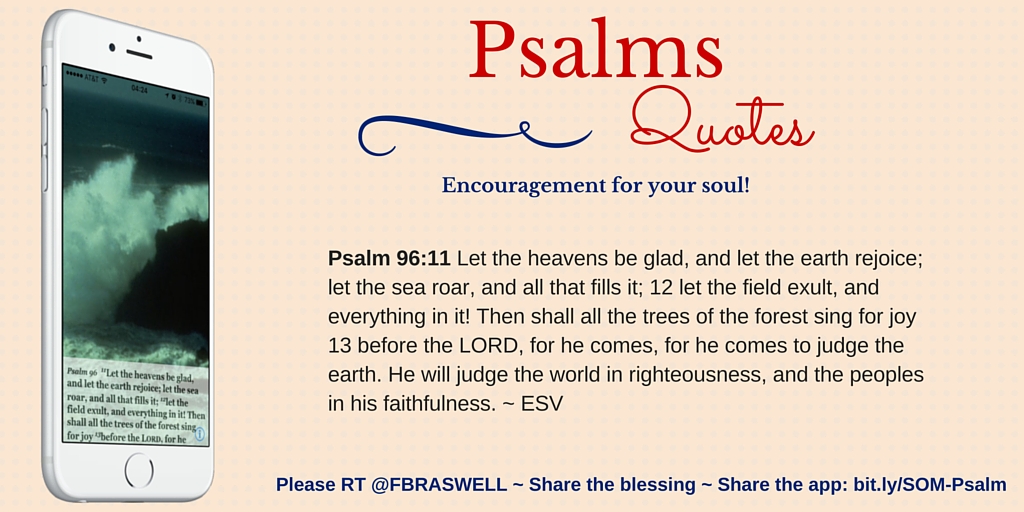 AT&T 04:24 73%
Psalm 96 11Let the heavens be glad,
and let the earth rejoice; let the sea
roar, and all that fills it; 12let the
field exult, and everything in it! Then
shall all the trees of the forest sing
for joy 13before the LORD, for he
Psalms
Quotes
Encouragement for your soul!
Psalm 96:11 Let the heavens be glad, and let the earth rejoice;
let the sea roar, and all that fills it; 12 let the field exult, and
everything in it! Then shall all the trees of the forest sing for joy
13 before the LORD, for he comes, for he comes to judge the
earth. He will judge the world in righteousness, and the peoples
in his faithfulness. ~ ESV
Please RT @FBRASWELL ~ Share the blessing ~ Share the app: bit.ly/SOM-Psalm